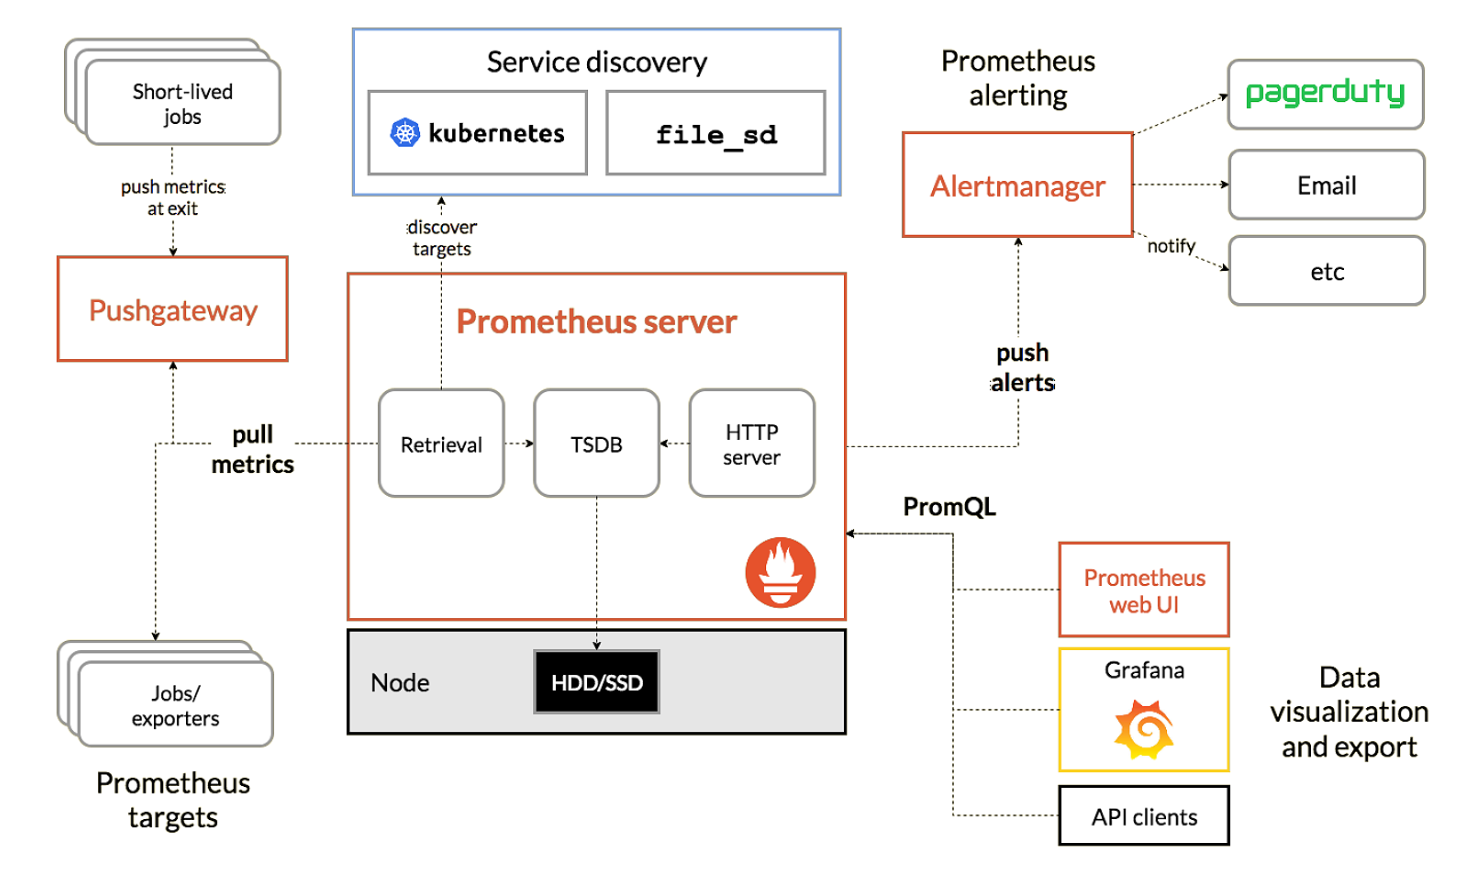 Short-lived
jobs
push metrics
at exit
Pushgateway
pull
metrics
Jobs/
exporters
Prometheus
targets
Service discovery
kubernetes
file_sd
discover
targets
Prometheus server
Retrieval
TSDB
HTTP
server
Node
HDD/SSD
Prometheus
alerting
Alertmanager
pagerduty
Email
etc
notify
push
alerts
PromQL
Prometheus
web UI
Grafana
API clients
Data
visualization
and export